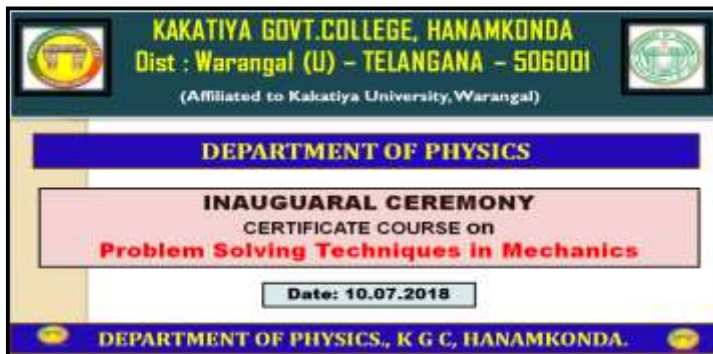 KAKATIYA GOVT.COLLEGE, HANAMKONDA
Dist : Warangal (U) – TELANGANA – 506001
(Affiliated to Kakatiya University, Warangal)
DEPARTMENT OF PHYSICS
INAUGUARAL CEREMONY
CERTIFICATE COURSE on
Problem Solving Techniques in Mechanics
Date: 10.07.2018
DEPARTMENT OF PHYSICS., K G C, HANAMKONDA.